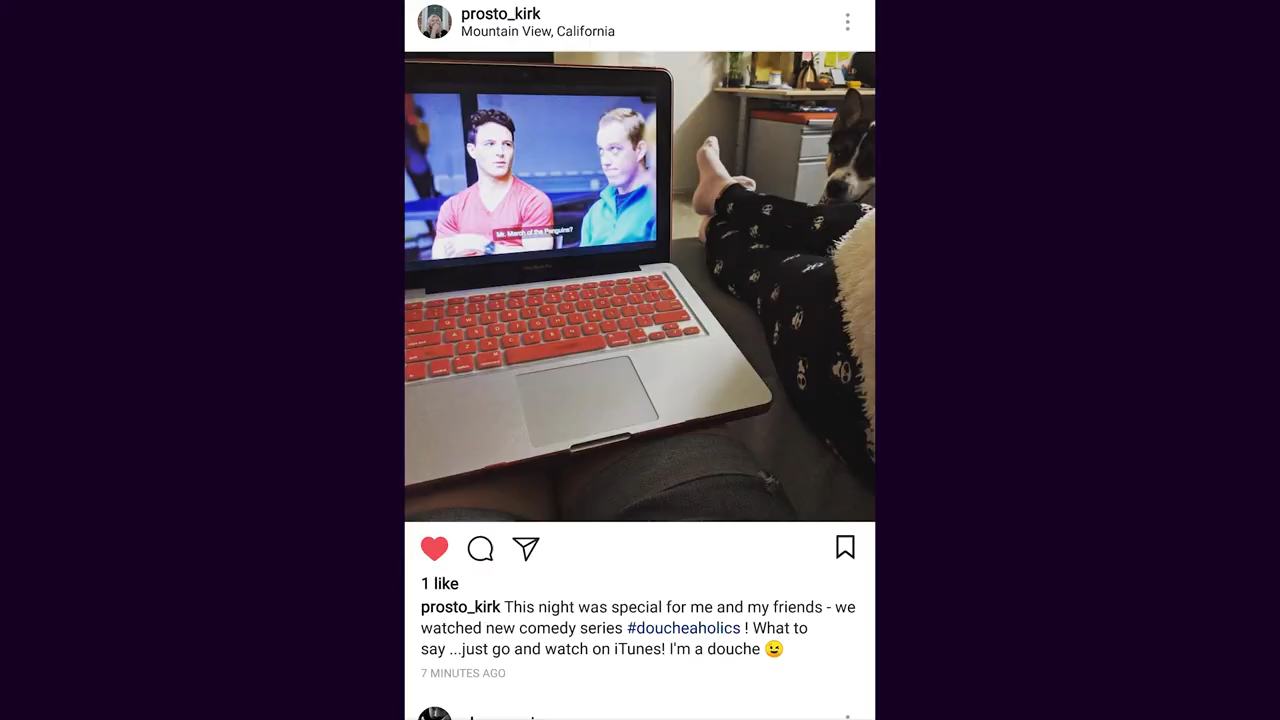 prosto_kirk
Mountain View, California
Mr. March of the Penguins?
MacBook Pro
1 like
prosto_kirk This night was special for me and my friends - we
watched new comedy series #doucheaholics ! What to
say ...just go and watch on iTunes! I'm a douche 😉
7 MINUTES AGO